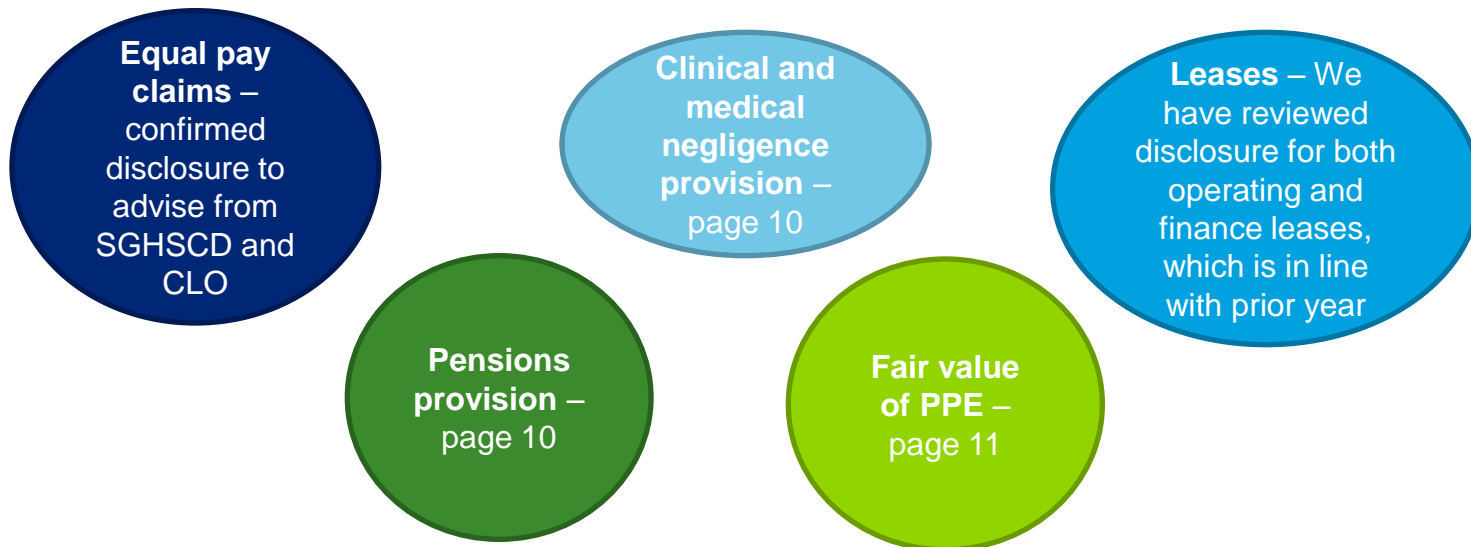 Equal pay
claims –
confirmed
disclosure to
advise from
SGHSCD and
CLO
Clinical and
medical
negligence
provision –
page 10
Leases – We
have reviewed
disclosure for both
operating and
finance leases,
which is in line
with prior year
Pensions
provision –
page 10
Fair value
of PPE –
page 11